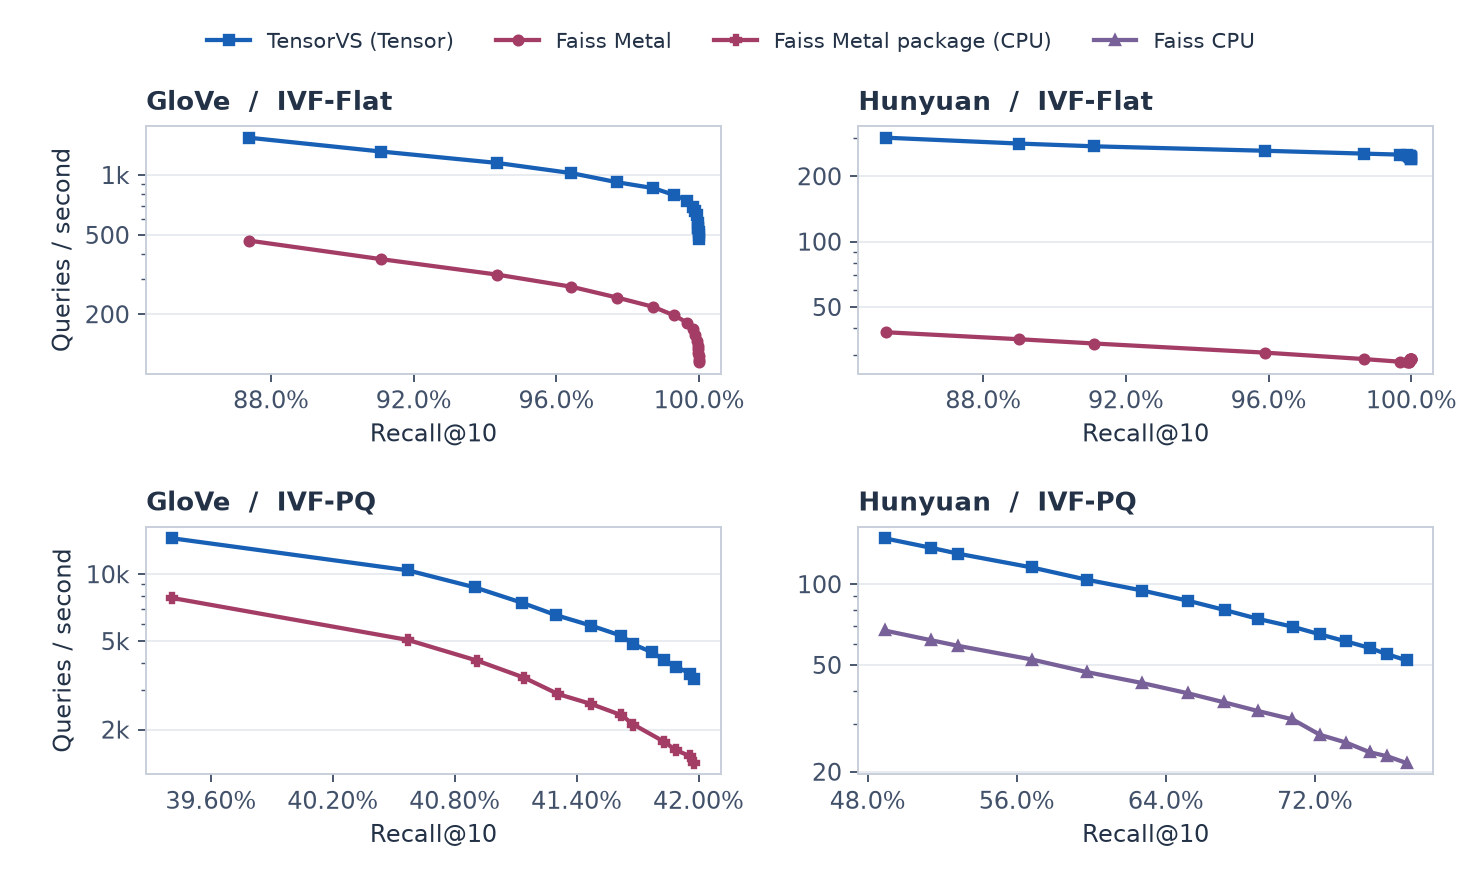 TensorVS (Tensor) Faiss Metal Faiss Metal package (CPU) Faiss CPU
GloVe / IVF-Flat
Queries / second
1k
500
200
88.0% 92.0% 96.0% 100.0%
Recall@10
Hunyuan / IVF-Flat
200
100
50
88.0% 92.0% 96.0% 100.0%
Recall@10
GloVe / IVF-PQ
Queries / second
10k
5k
2k
39.60% 40.20% 40.80% 41.40% 42.00%
Recall@10
Hunyuan / IVF-PQ
100
50
20
48.0% 56.0% 64.0% 72.0%
Recall@10